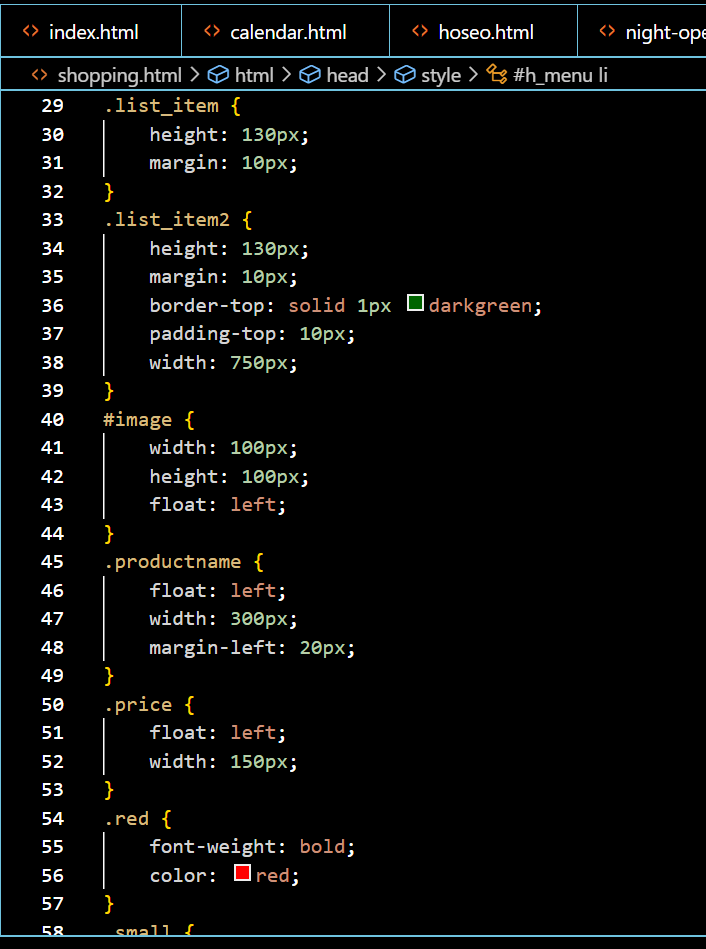 index.html calendar.html hoseo.html night-ope
shopping.html > html > head > style > #h_menu li
29 .list_item {
30 height: 130px;
31 margin: 10px;
32 }
33 .list_item2 {
34 height: 130px;
35 margin: 10px;
36 border-top: solid 1px darkgreen;
37 padding-top: 10px;
38 width: 750px;
39 }
40 #image {
41 width: 100px;
42 height: 100px;
43 float: left;
44 }
45 .productname {
46 float: left;
47 width: 300px;
48 margin-left: 20px;
49 }
50 .price {
51 float: left;
52 width: 150px;
53 }
54 .red {
55 font-weight: bold;
56 color: red;
57 }
58 .small {